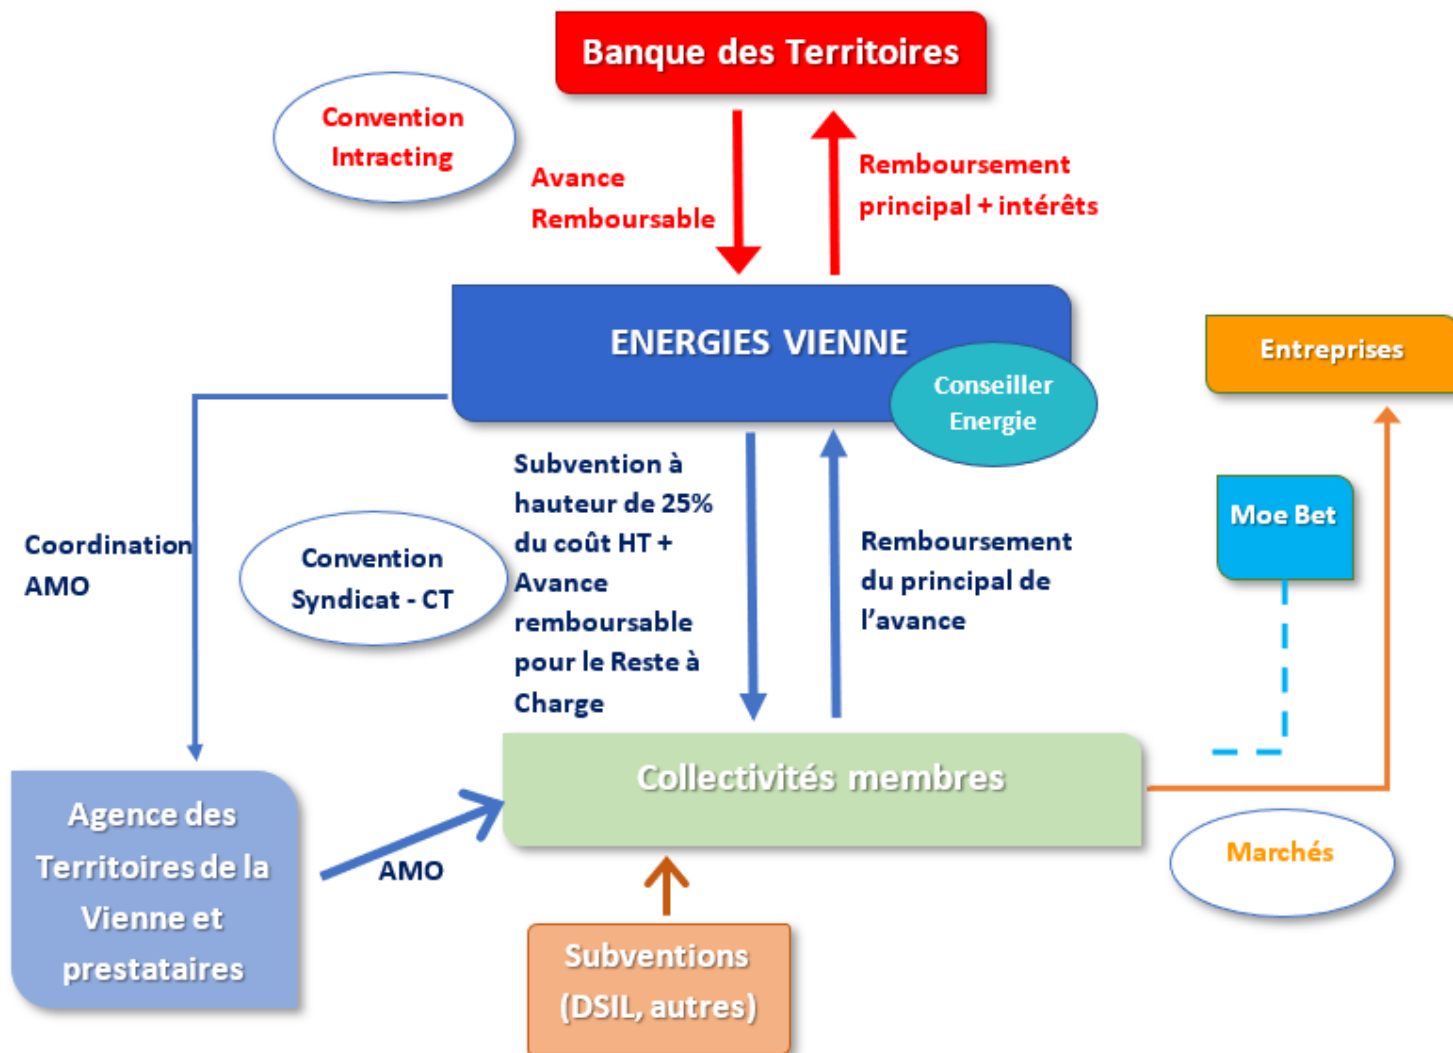 Banque des Territoires
Convention
Intracting
Avance
Remboursable
Remboursement
principal + intérêts
ENERGIES VIENNE
Conseiller
Energie
Entreprises
Moe Bet
Coordination
AMO
Convention
Syndicat - CT
Subvention à
hauteur de 25%
du coût HT +
Avance
remboursable
pour le Reste à
Charge
Remboursement
du principal de
l’avance
Collectivités membres
Agence des
Territoires de la
Vienne et
prestataires
AMO
Marchés
Subventions
(DSIL, autres)